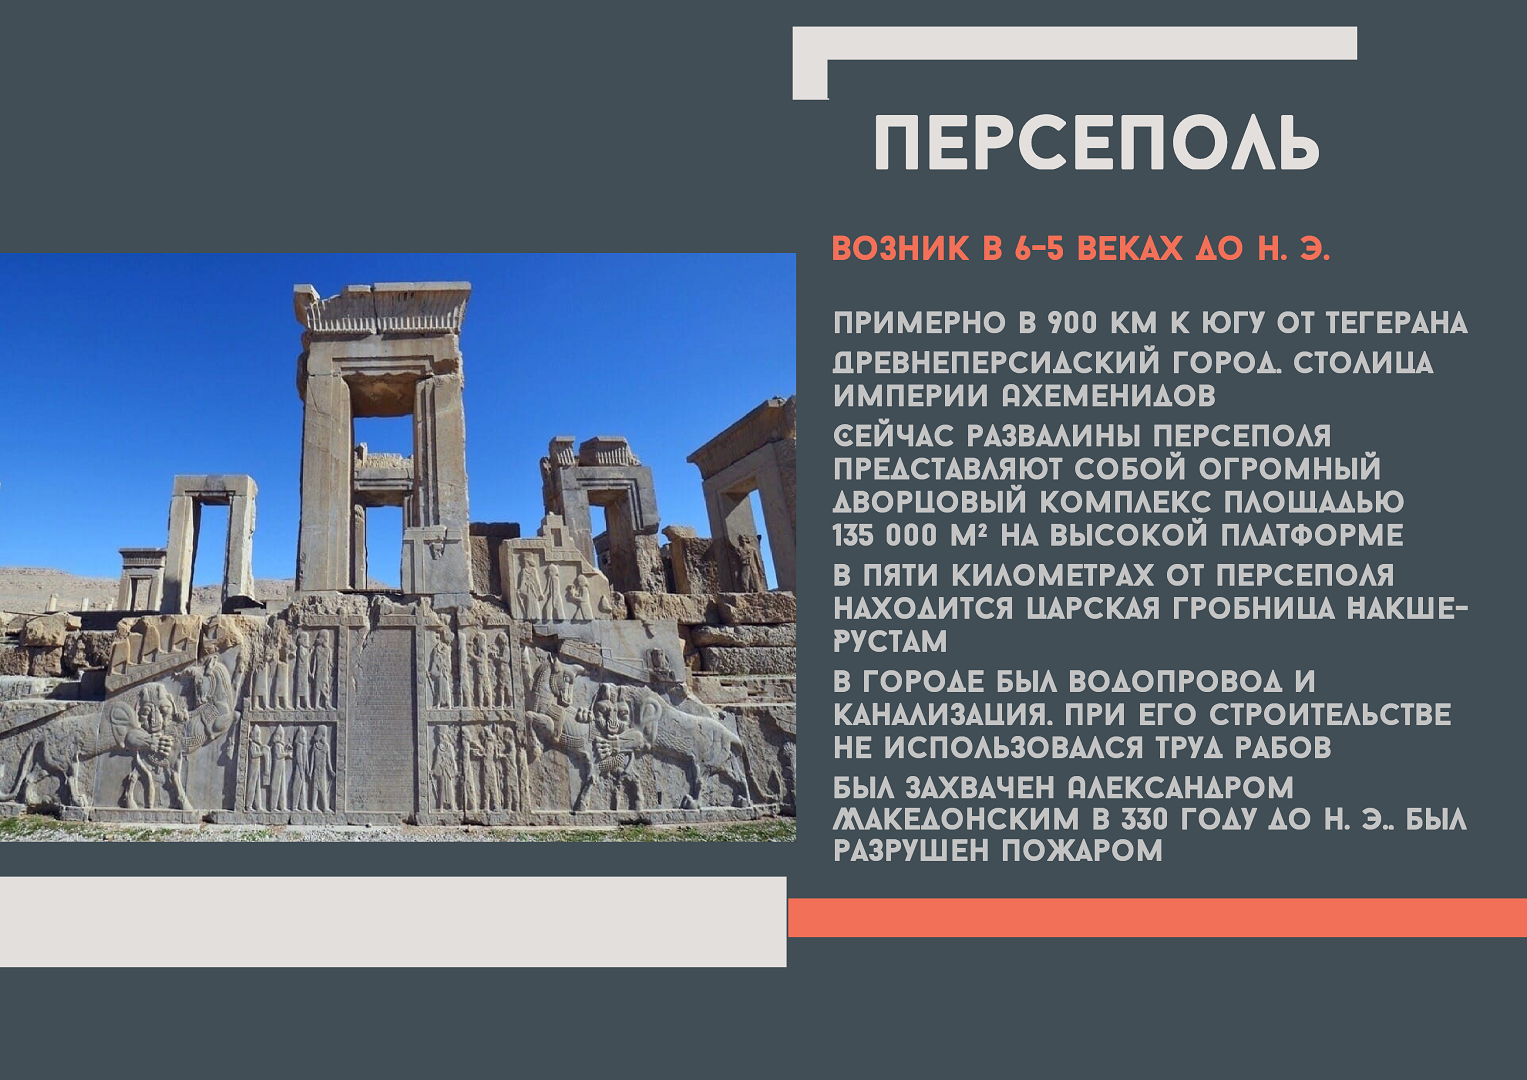 ПЕРСЕПОЛЬ
ВОЗНИК В 6-5 ВЕКАХ ДО Н. Э.
ПРИМЕРНО В 900 КМ К ЮГУ ОТ ТЕГЕРАНА
ДРЕВНЕПЕРСИДСКИЙ ГОРОД. СТОЛИЦА
ИМПЕРИИ АХЕМЕНИДОВ
СЕЙЧАС РАЗВАЛИНЫ ПЕРСЕПОЛЯ
ПРЕДСТАВЛЯЮТ СОБОЙ ОГРОМНЫЙ
ДВОРЦОВЫЙ КОМПЛЕКС ПЛОЩАДЬЮ
135 000 М² НА ВЫСОКОЙ ПЛАТФОРМЕ
В ПЯТИ КИЛОМЕТРАХ ОТ ПЕРСЕПОЛЯ
НАХОДИТСЯ ЦАРСКАЯ ГРОБНИЦА НАКШЕ-
РУСТАМ
В ГОРОДЕ БЫЛ ВОДОПРОВОД И
КАНАЛИЗАЦИЯ. ПРИ ЕГО СТРОИТЕЛЬСТВЕ
НЕ ИСПОЛЬЗОВАЛСЯ ТРУД РАБОВ
БЫЛ ЗАХВАЧЕН АЛЕКСАНДРОМ
МАКЕДОНСКИМ В 330 ГОДУ ДО Н. Э.. БЫЛ
РАЗРУШЕН ПОЖАРОМ